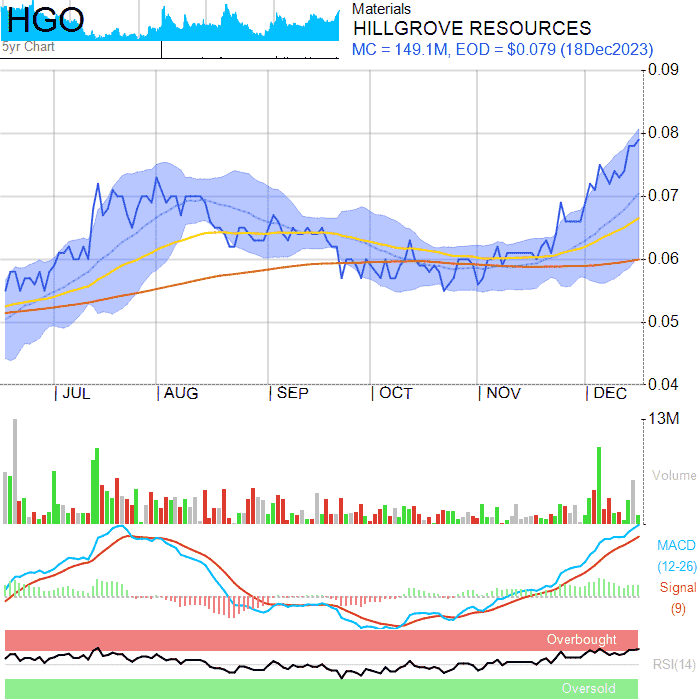 HGO
5yr Chart
Materials
HILLGROVE RESOURCES
MC = 149.1M, EOD = $0.079 (18Dec2023)
0.09
0.08
0.07
0.06
0.05
0.04
JUL AUG SEP OCT NOV DEC
13M
Volume
MACD
(12-26)
Signal
(9)
Overbought
RSI(14)
Oversold